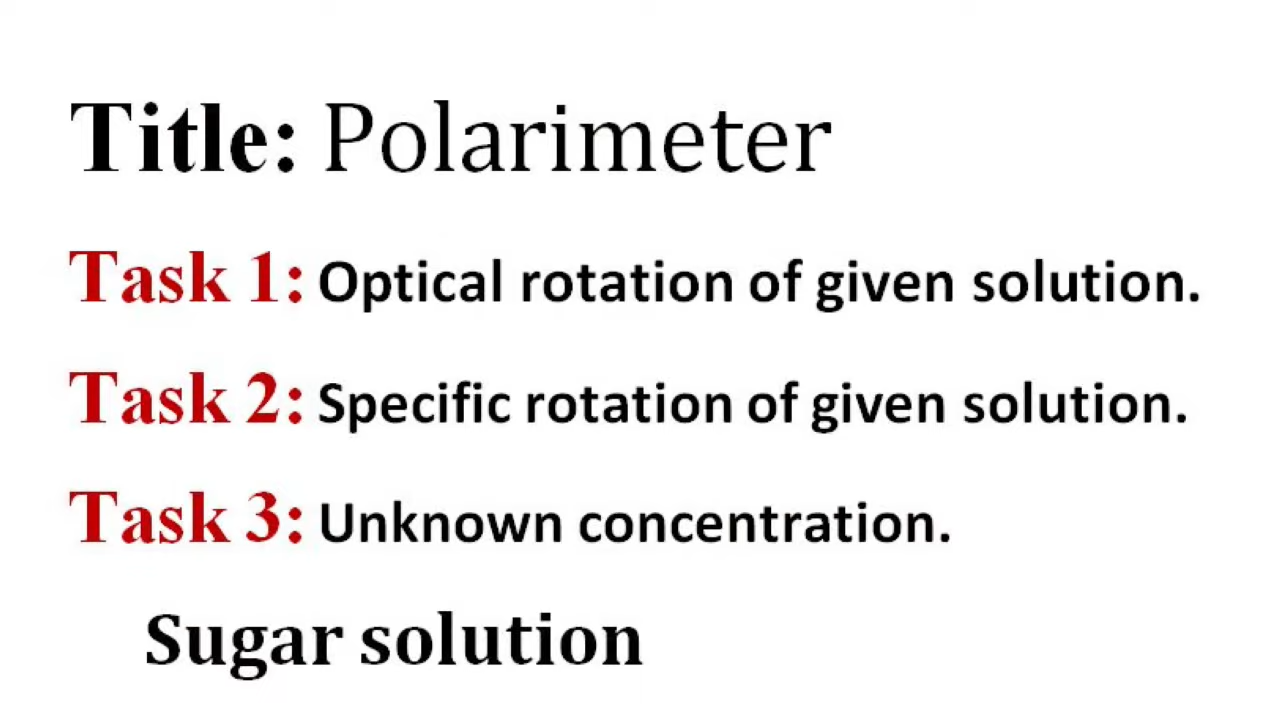 Title: Polarimeter
Task 1: Optical rotation of given solution.
Task 2: Specific rotation of given solution.
Task 3: Unknown concentration.
Sugar solution